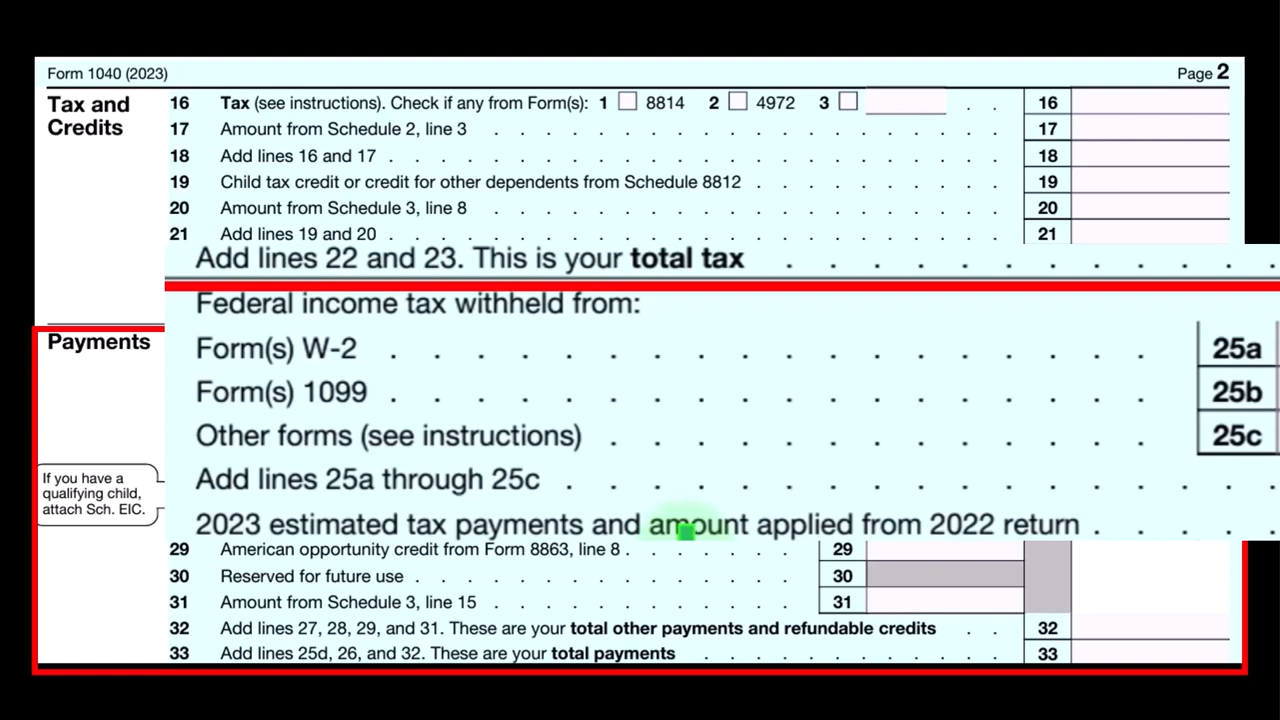 Form 1040 (2023) Page 2
Tax and Credits
16 Tax (see instructions). Check if any from Form(s): 1 8814 2 4972 3 . . 16
17 Amount from Schedule 2, line 3 . . . . . . . . . . . . . . . . . . . . 17
18 Add lines 16 and 17 . . . . . . . . . . . . . . . . . . . . . . . . 18
19 Child tax credit or credit for other dependents from Schedule 8812 . . . . . . . . . . 19
20 Amount from Schedule 3, line 8 . . . . . . . . . . . . . . . . . . . . 20
21 Add lines 19 and 20 . . . . . . . . . . . . . . . . . . . . . . . . 21
Add lines 22 and 23. This is your total tax . . . . . . . . . . . .
Payments
Federal income tax withheld from:
Form(s) W-2 . . . . . . . . . . . . . . . . . . 25a
Form(s) 1099 . . . . . . . . . . . . . . . . . . 25b
Other forms (see instructions) . . . . . . . . . . . . . 25c
Add lines 25a through 25c . . . . . . . . . . . . . . . . .
2023 estimated tax payments and amount applied from 2022 return . . . . .
If you have a
qualifying child,
attach Sch. EIC.
29 American opportunity credit from Form 8863, line 8 . . . . . . . 29
30 Reserved for future use . . . . . . . . . . . . . . . 30
31 Amount from Schedule 3, line 15 . . . . . . . . . . . . 31
32 Add lines 27, 28, 29, and 31. These are your total other payments and refundable credits . . 32
33 Add lines 25d, 26, and 32. These are your total payments . . . . . . . . . . . . 33